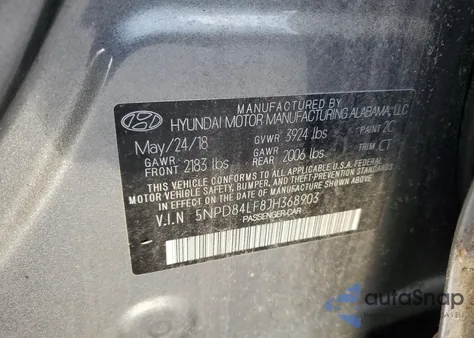 MANUFACTURED BY
HYUNDAI MOTOR MANUFACTURING ALABAMA, LLC
May/24/18 GVWR 3924 lbs PAINT 2C
GAWR FRONT 2183 lbs GAWR REAR 2006 lbs TRIM CT
THIS VEHICLE CONFORMS TO ALL APPLICABLE U.S.A. FEDERAL
MOTOR VEHICLE SAFETY, BUMPER, AND THEFT-PREVENTION STANDARDS
IN EFFECT ON THE DATE OF MANUFACTURE SHOWN ABOVE.
V.I.N 5NPD84LF8JH368903
PASSENGER-CAR
autoSnap